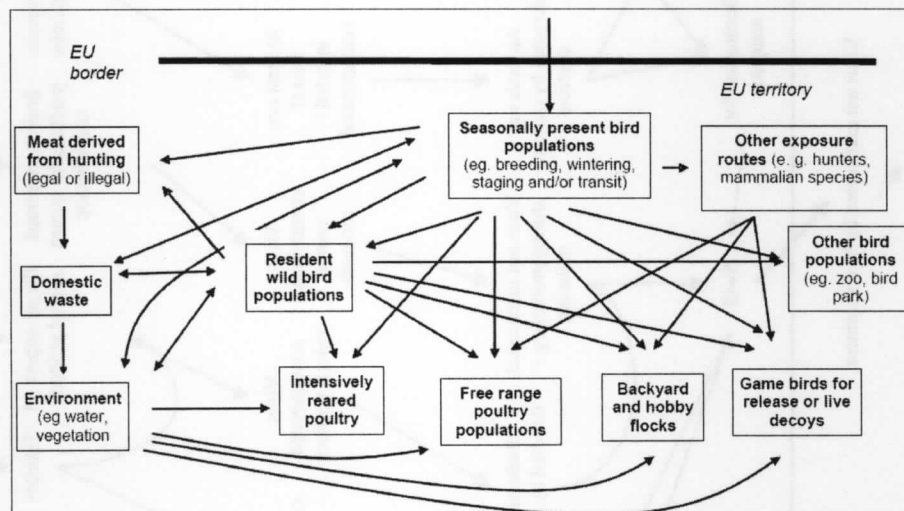 EU
border
EU territory
Meat derived
from hunting
(legal or illegal)
Seasonally present bird
populations
(eg. breeding, wintering,
staging and/or transit)
Other exposure
routes (e. g. hunters,
mammalian species)
Domestic
waste
Resident
wild bird
populations
Other bird
populations
(eg. zoo, bird
park)
Environment
(eg water,
vegetation
Intensively
reared
poultry
Free range
poultry
populations
Backyard
and hobby
flocks
Game birds for
release or live
decoys